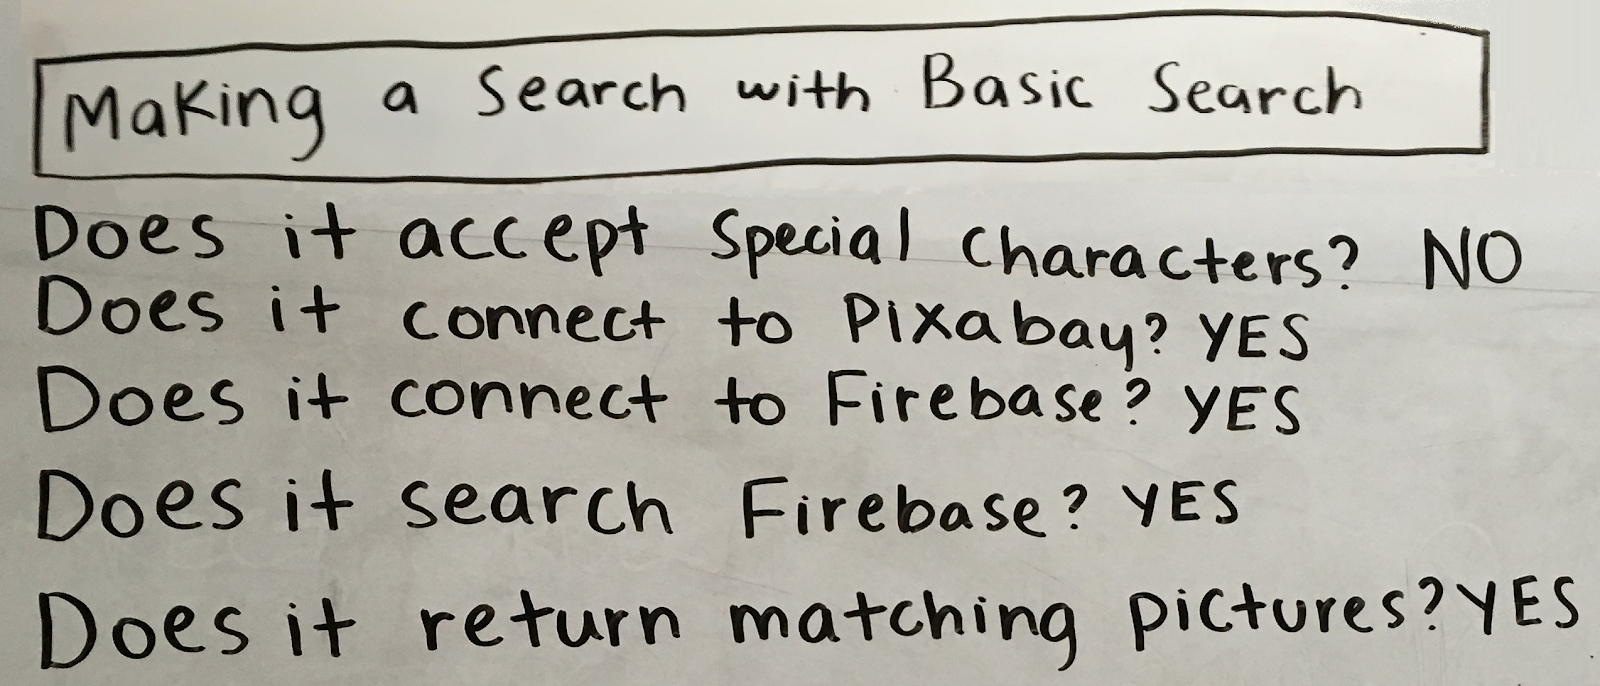 Making a Search with Basic Search
Does it accept special characters? NO
Does it connect to Pixabay? YES
Does it connect to Firebase? YES
Does it search Firebase? YES
Does it return matching pictures? YES